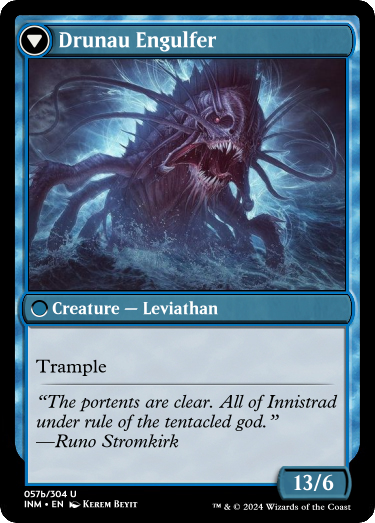 Drunau Engulfer
Creature — Leviathan
Trample
“The portents are clear. All of Innistrad
under rule of the tentacled god.”
—Runo Stromkirk
13/6
057b/304 U
INM • EN Kerem Beyit
™ & © 2024 Wizards of the Coast